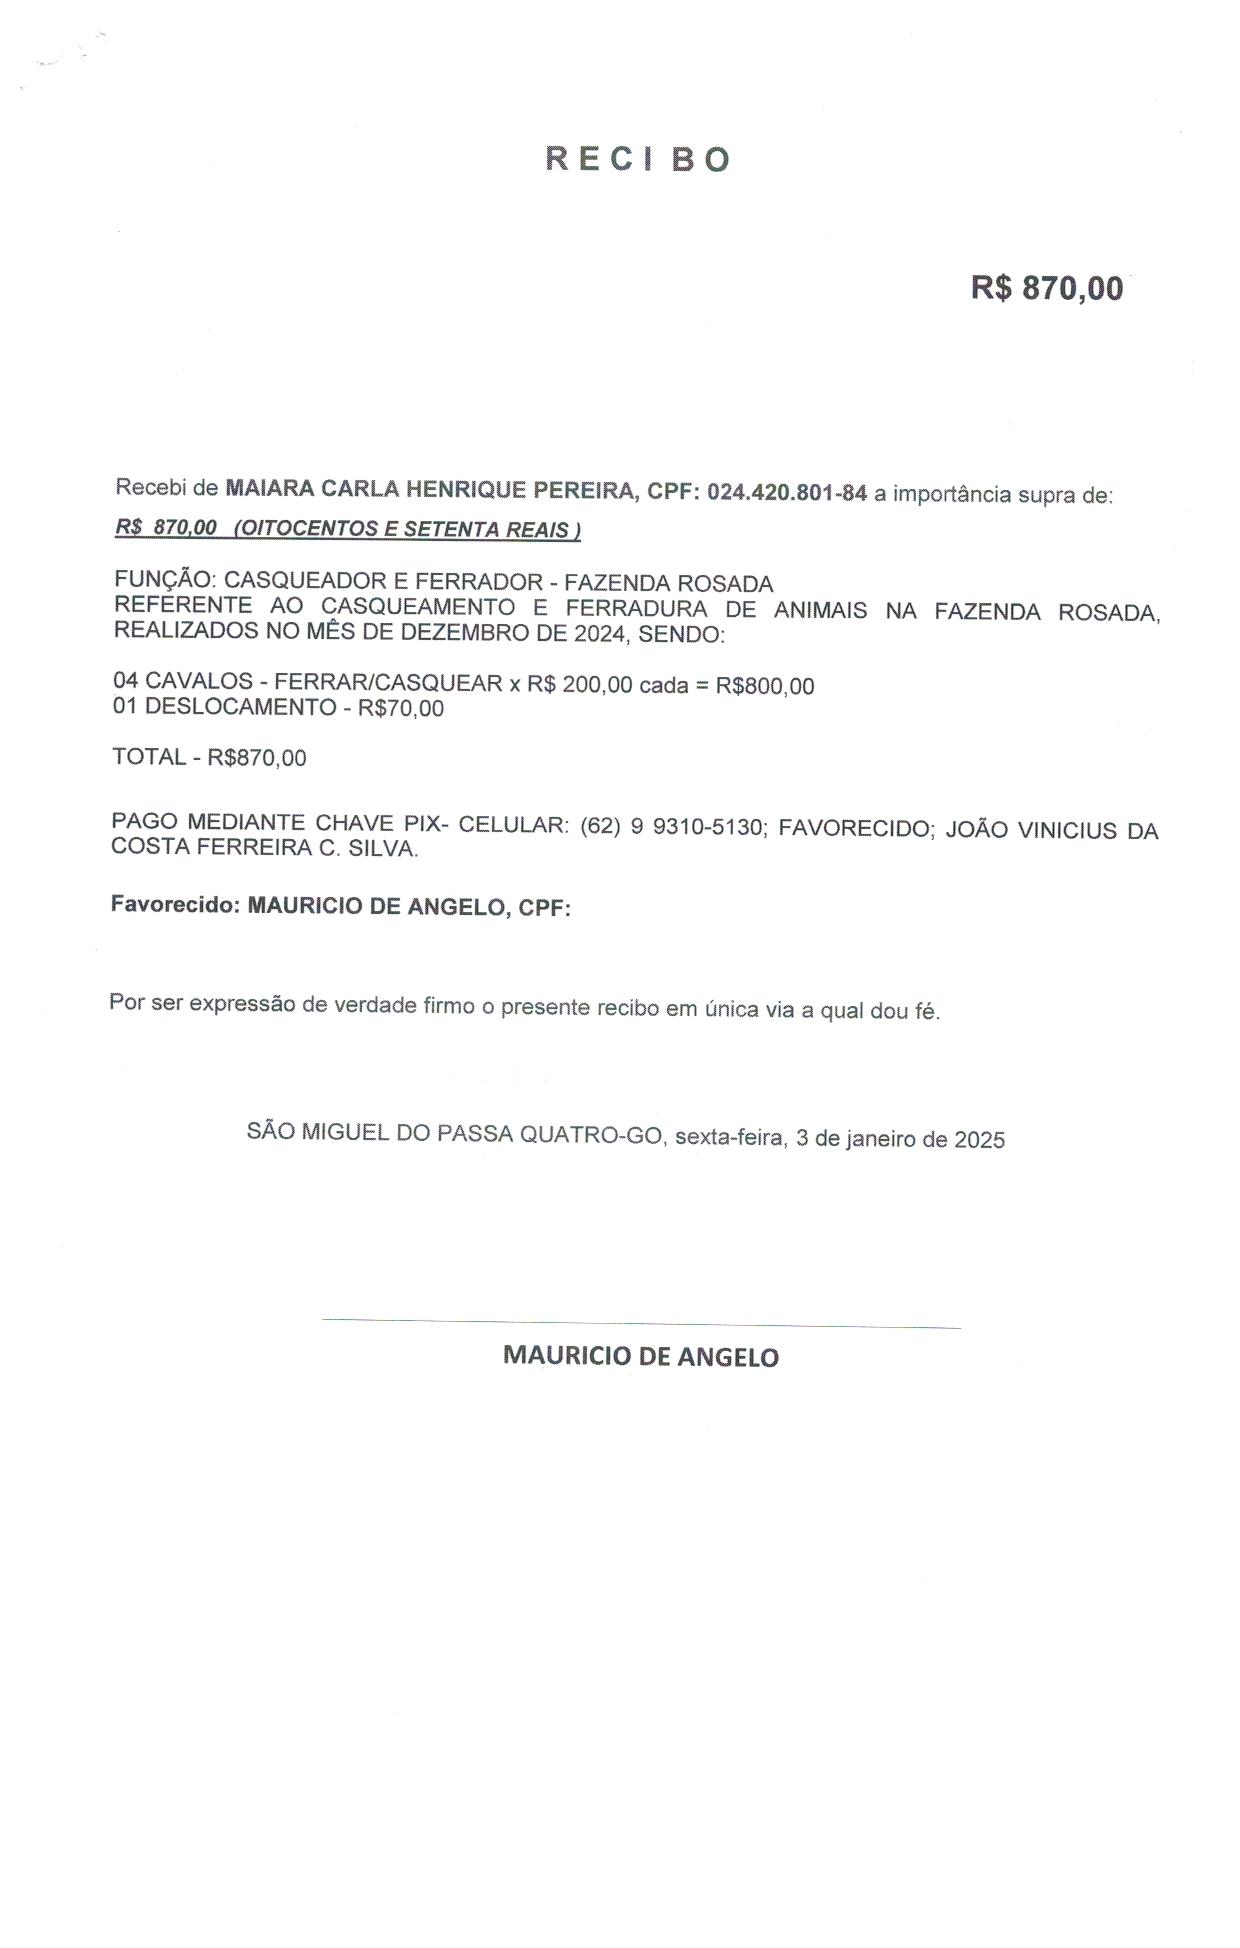 R E C I B O
R$ 870,00
Recebi de MAIARA CARLA HENRIQUE PEREIRA, CPF: 024.420.801-84 a importância supra de:
R$ 870,00 (OITOCENTOS E SETENTA REAIS )
FUNÇÃO: CASQUEADOR E FERRADOR - FAZENDA ROSADA
REFERENTE AO CASQUEAMENTO E FERRADURA DE ANIMAIS NA FAZENDA ROSADA,
REALIZADOS NO MÊS DE DEZEMBRO DE 2024, SENDO:
04 CAVALOS - FERRAR/CASQUEAR x R$ 200,00 cada = R$800,00
01 DESLOCAMENTO - R$70,00
TOTAL - R$870,00
PAGO MEDIANTE CHAVE PIX- CELULAR: (62) 9 9310-5130; FAVORECIDO; JOÃO VINICIUS DA
COSTA FERREIRA C. SILVA.
Favorecido: MAURICIO DE ANGELO, CPF:
Por ser expressão de verdade firmo o presente recibo em única via a qual dou fé.
SÃO MIGUEL DO PASSA QUATRO-GO, sexta-feira, 3 de janeiro de 2025
MAURICIO DE ANGELO